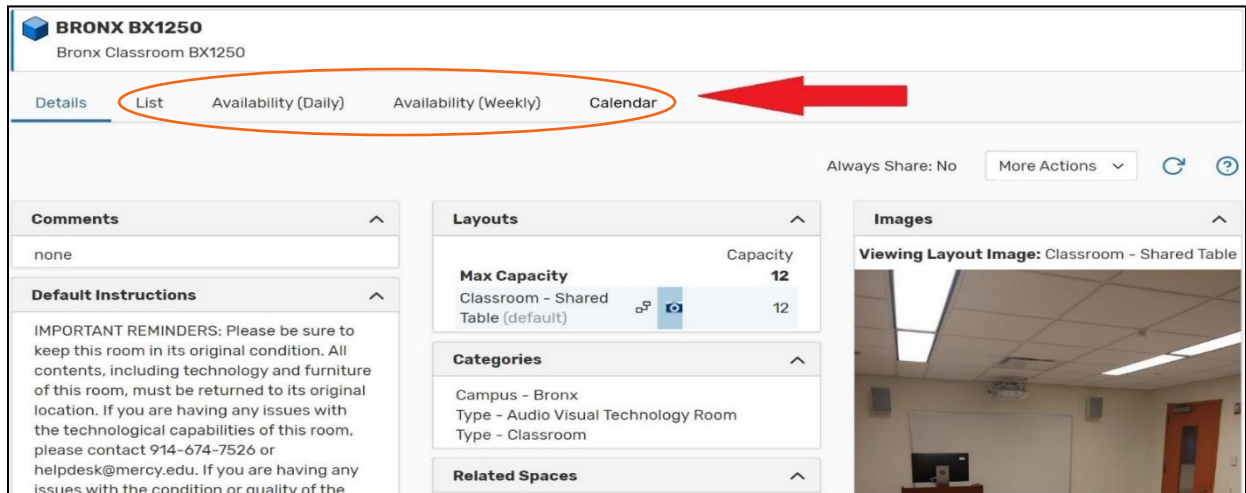 BRONX BX1250
Bronx Classroom BX1250
Details List Availability (Daily) Availability (Weekly) Calendar
Always Share: No More Actions
Comments
none
Default Instructions
IMPORTANT REMINDERS: Please be sure to
keep this room in its original condition. All
contents, including technology and furniture
of this room, must be returned to its original
location. If you are having any issues with
the technological capabilities of this room,
please contact 914-674-7526 or
helpdesk@mercy.edu. If you are having any
issues with the condition or quality of the
Layouts
Capacity
Max Capacity 12
Classroom - Shared
Table (default) 12
Categories
Campus - Bronx
Type - Audio Visual Technology Room
Type - Classroom
Related Spaces
Images
Viewing Layout Image: Classroom - Shared Table